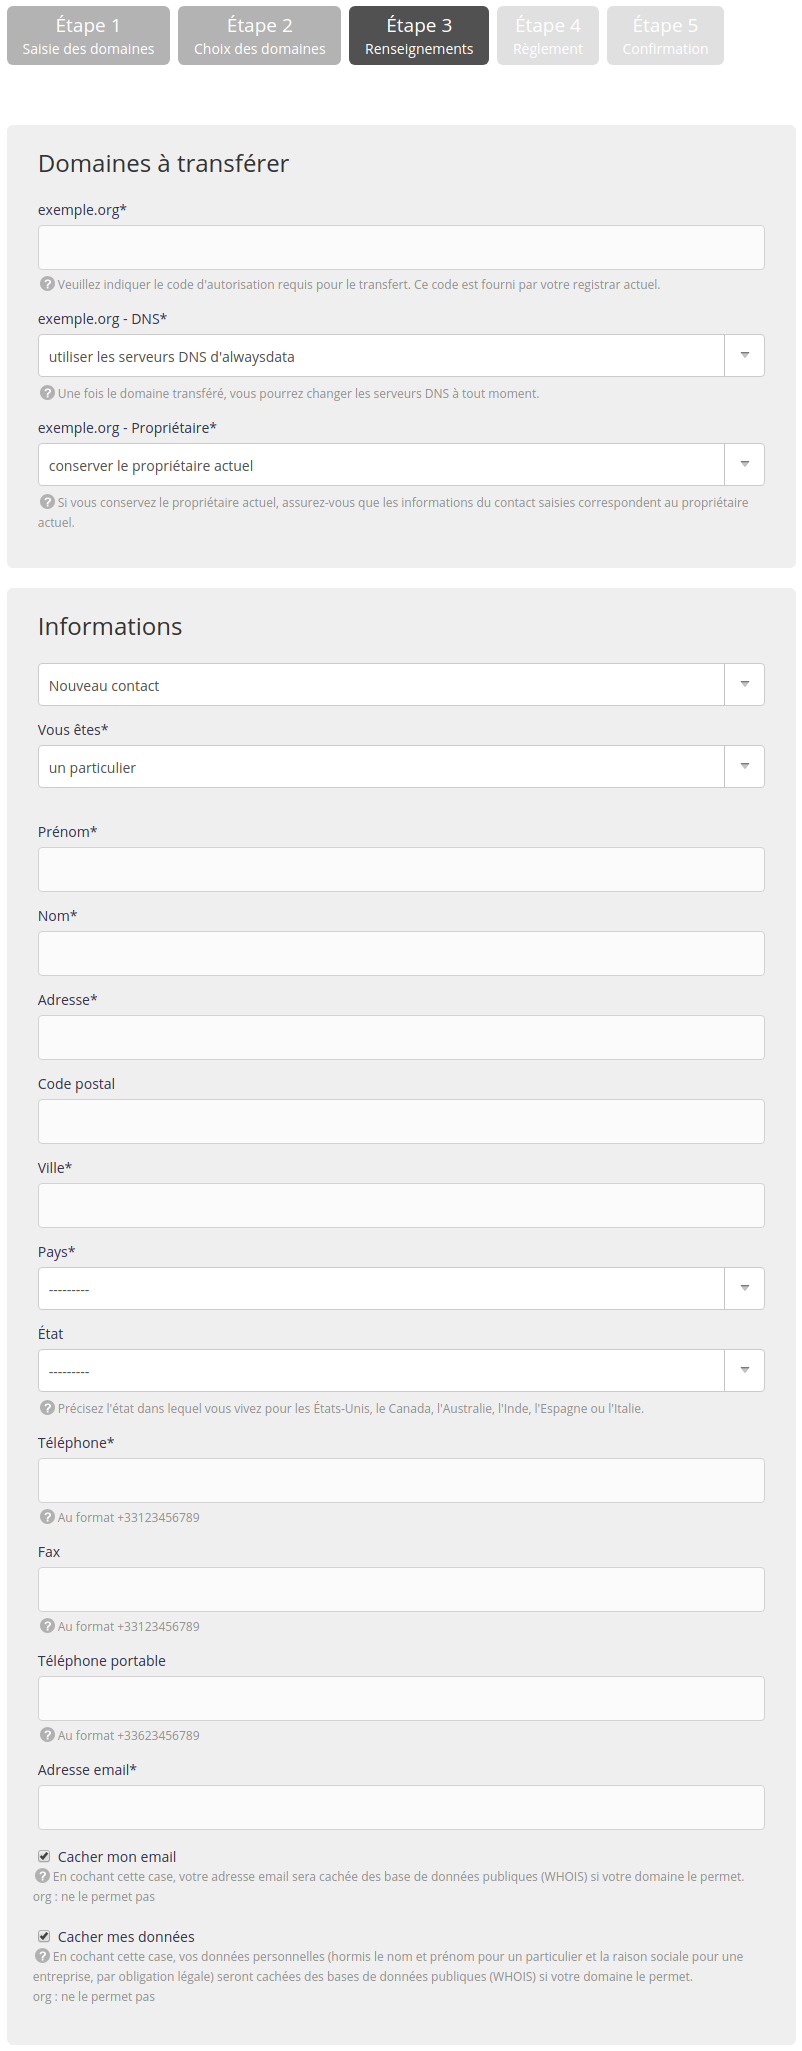 Étape 1
Saisie des domaines
Étape 2
Choix des domaines
Étape 3
Renseignements
Étape 4
Règlement
Étape 5
Confirmation
Domaines à transférer
exemple.org*
? Veuillez indiquer le code d'autorisation requis pour le transfert. Ce code est fourni par votre registrar actuel.
exemple.org - DNS*
utiliser les serveurs DNS d'alwaysdata
? Une fois le domaine transféré, vous pourrez changer les serveurs DNS à tout moment.
exemple.org - Propriétaire*
conserver le propriétaire actuel
? Si vous conservez le propriétaire actuel, assurez-vous que les informations du contact saisies correspondent au propriétaire
actuel.
Informations
Nouveau contact
Vous êtes*
un particulier
Prénom*
Nom*
Adresse*
Code postal
Ville*
Pays*
---------
État
---------
? Précisez l'état dans lequel vous vivez pour les États-Unis, le Canada, l'Australie, l'Inde, l'Espagne ou l'Italie.
Téléphone*
? Au format +33123456789
Fax
? Au format +33123456789
Téléphone portable
? Au format +33623456789
Adresse email*
Cacher mon email
? En cochant cette case, votre adresse email sera cachée des base de données publiques (WHOIS) si votre domaine le permet.
org : ne le permet pas
Cacher mes données
? En cochant cette case, vos données personnelles (hormis le nom et prénom pour un particulier et la raison sociale pour une
entreprise, par obligation légale) seront cachées des bases de données publiques (WHOIS) si votre domaine le permet.
org : ne le permet pas